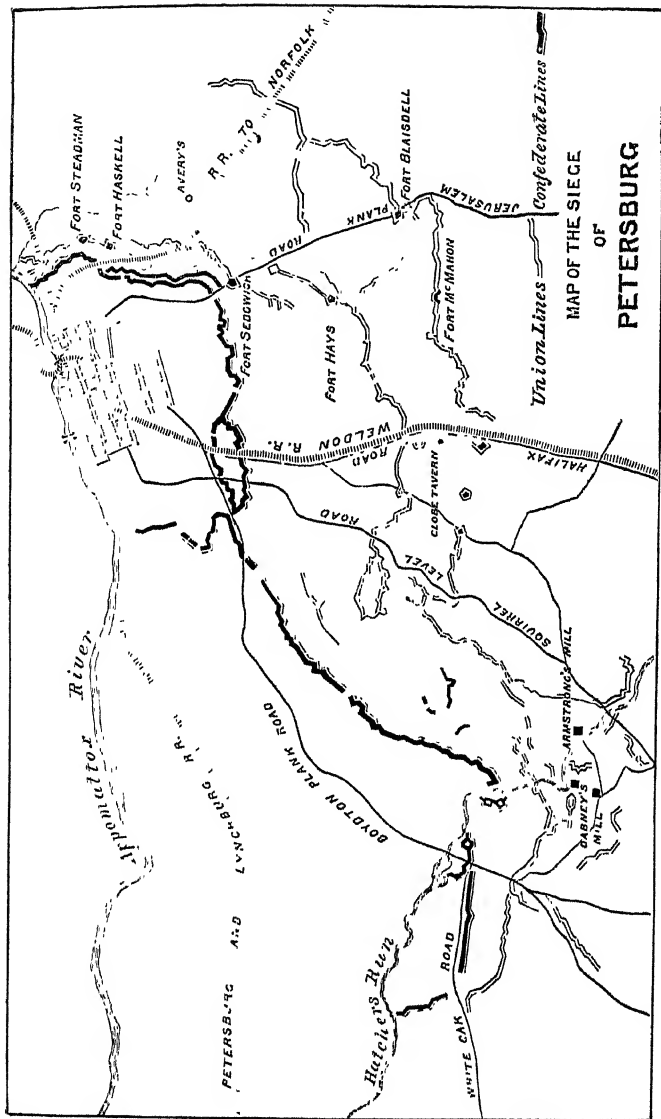 FORT STEADMAN
FORT HASKELL
AVERY'S
R.R. TO NORFOLK
FORT BLAISDELL
JERUSALEM PLANK ROAD
FORT SEDGWICK
FORT HAYS
FORT McMAHON
WELDON R.R.
HALIFAX ROAD
GLOBE TAVERN
SQUIRREL LEVEL ROAD
ARMSTRONG'S MILL
DABNEY'S MILL
BOYDTON PLANK ROAD
WHITE OAK ROAD
Hatchers Run
PETERSBURG AND LYNCHBURG R.R.
Appomattox River
Union Lines
Confederate Lines
MAP OF THE SIEGE
OF
PETERSBURG